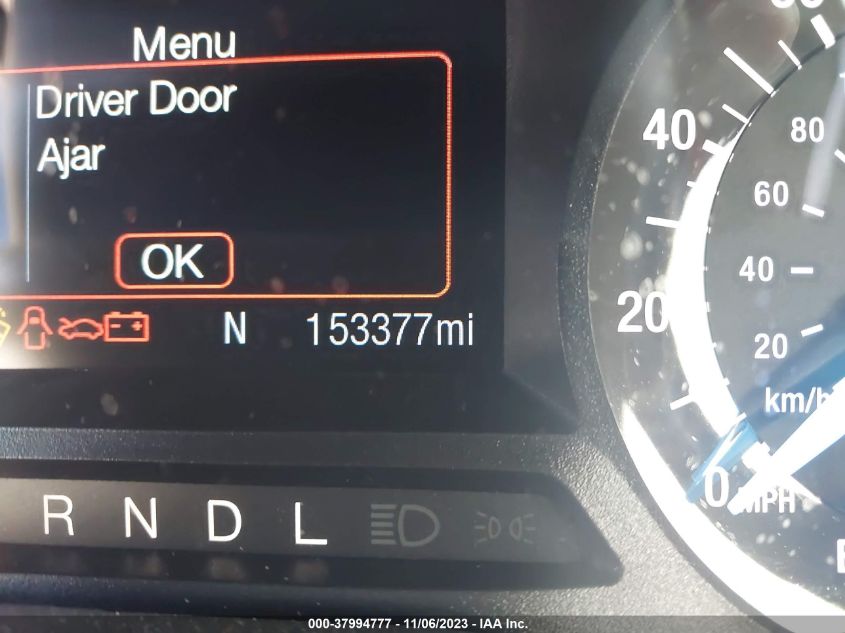 Menu
Driver Door
Ajar
OK
N 153377mi
R N D L
40
20
0 MPH
80
60
40
20
km/h
000-37994777 - 11/06/2023 - IAA Inc.